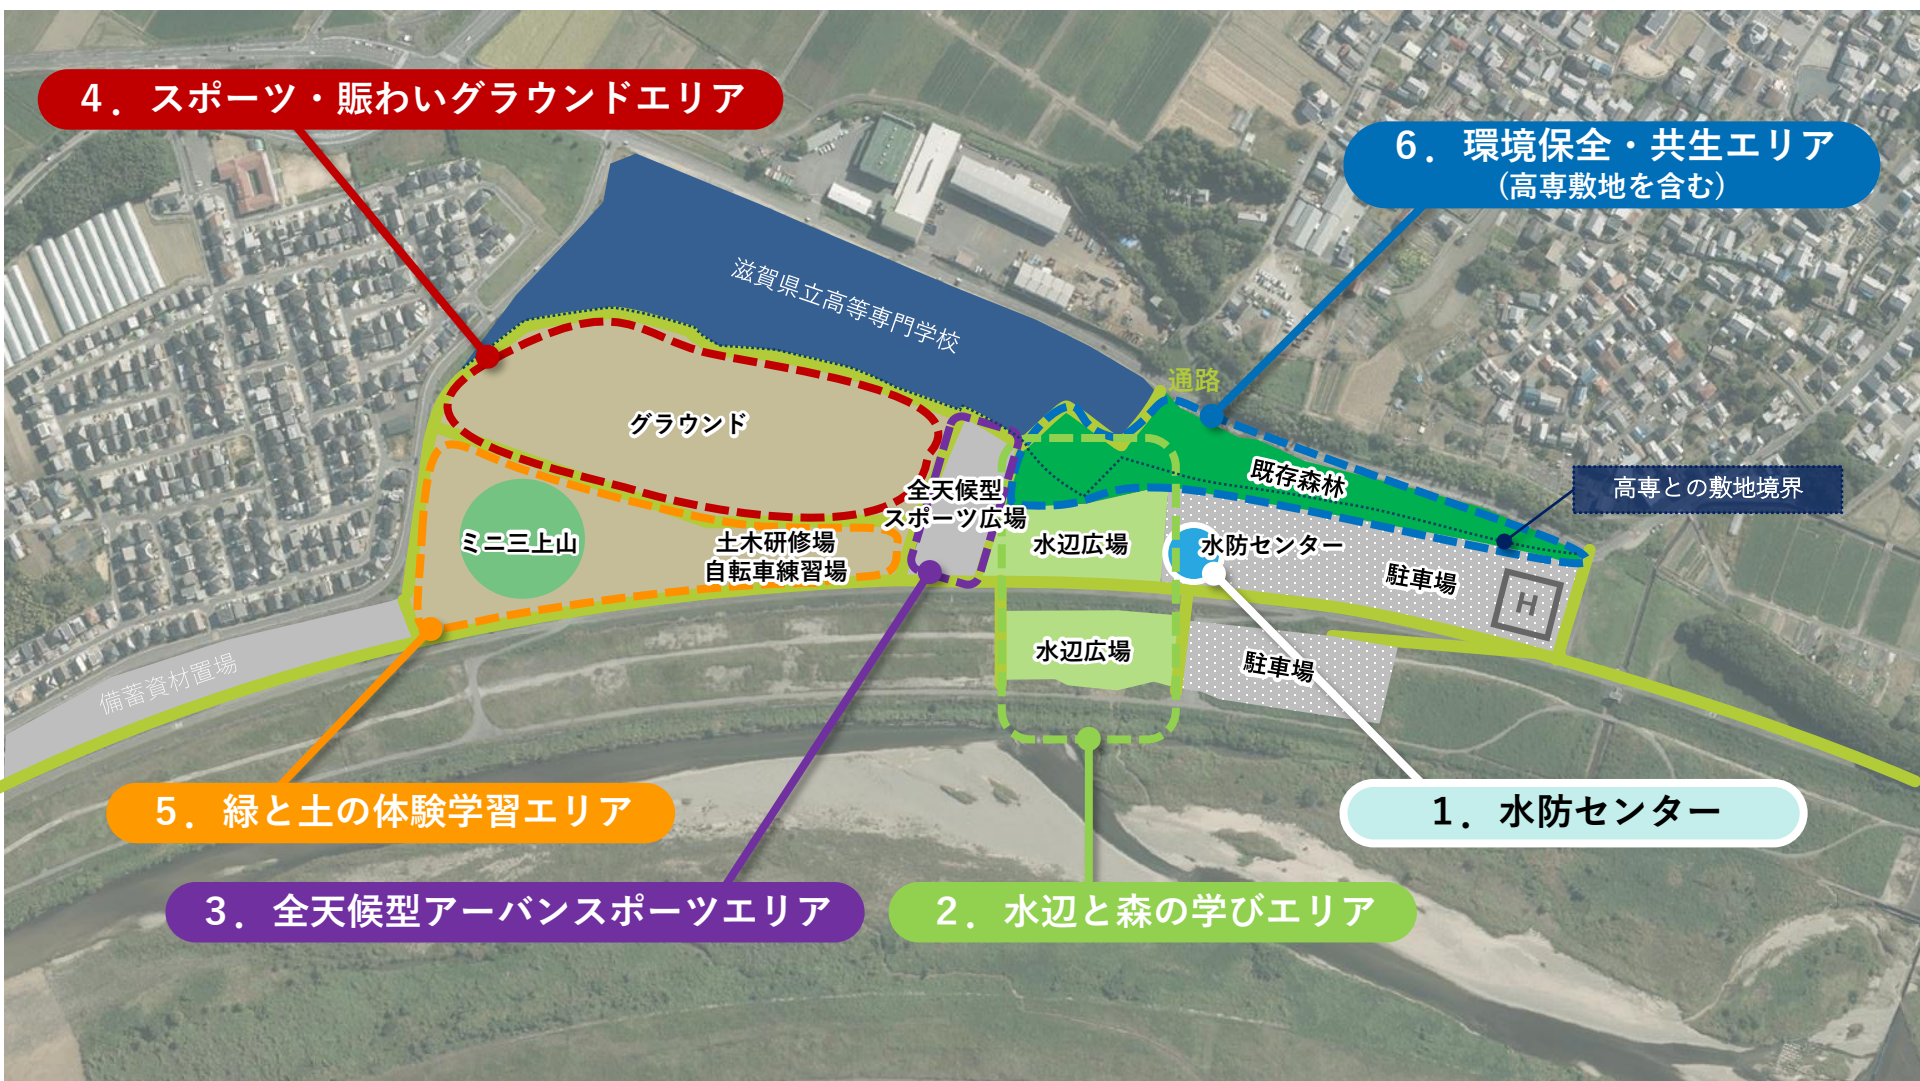 4．スポーツ・賑わいグラウンドエリア
6．環境保全・共生エリア
(高専敷地を含む)
滋賀県立高等専門学校
通路
グラウンド
既存森林
高専との敷地境界
全天候型
スポーツ広場
ミニ三上山
土木研修場
自転車練習場
水辺広場
水防センター
駐車場
H
水辺広場
駐車場
備蓄資材置場
5．緑と土の体験学習エリア
1．水防センター
3．全天候型アーバンスポーツエリア
2．水辺と森の学びエリア